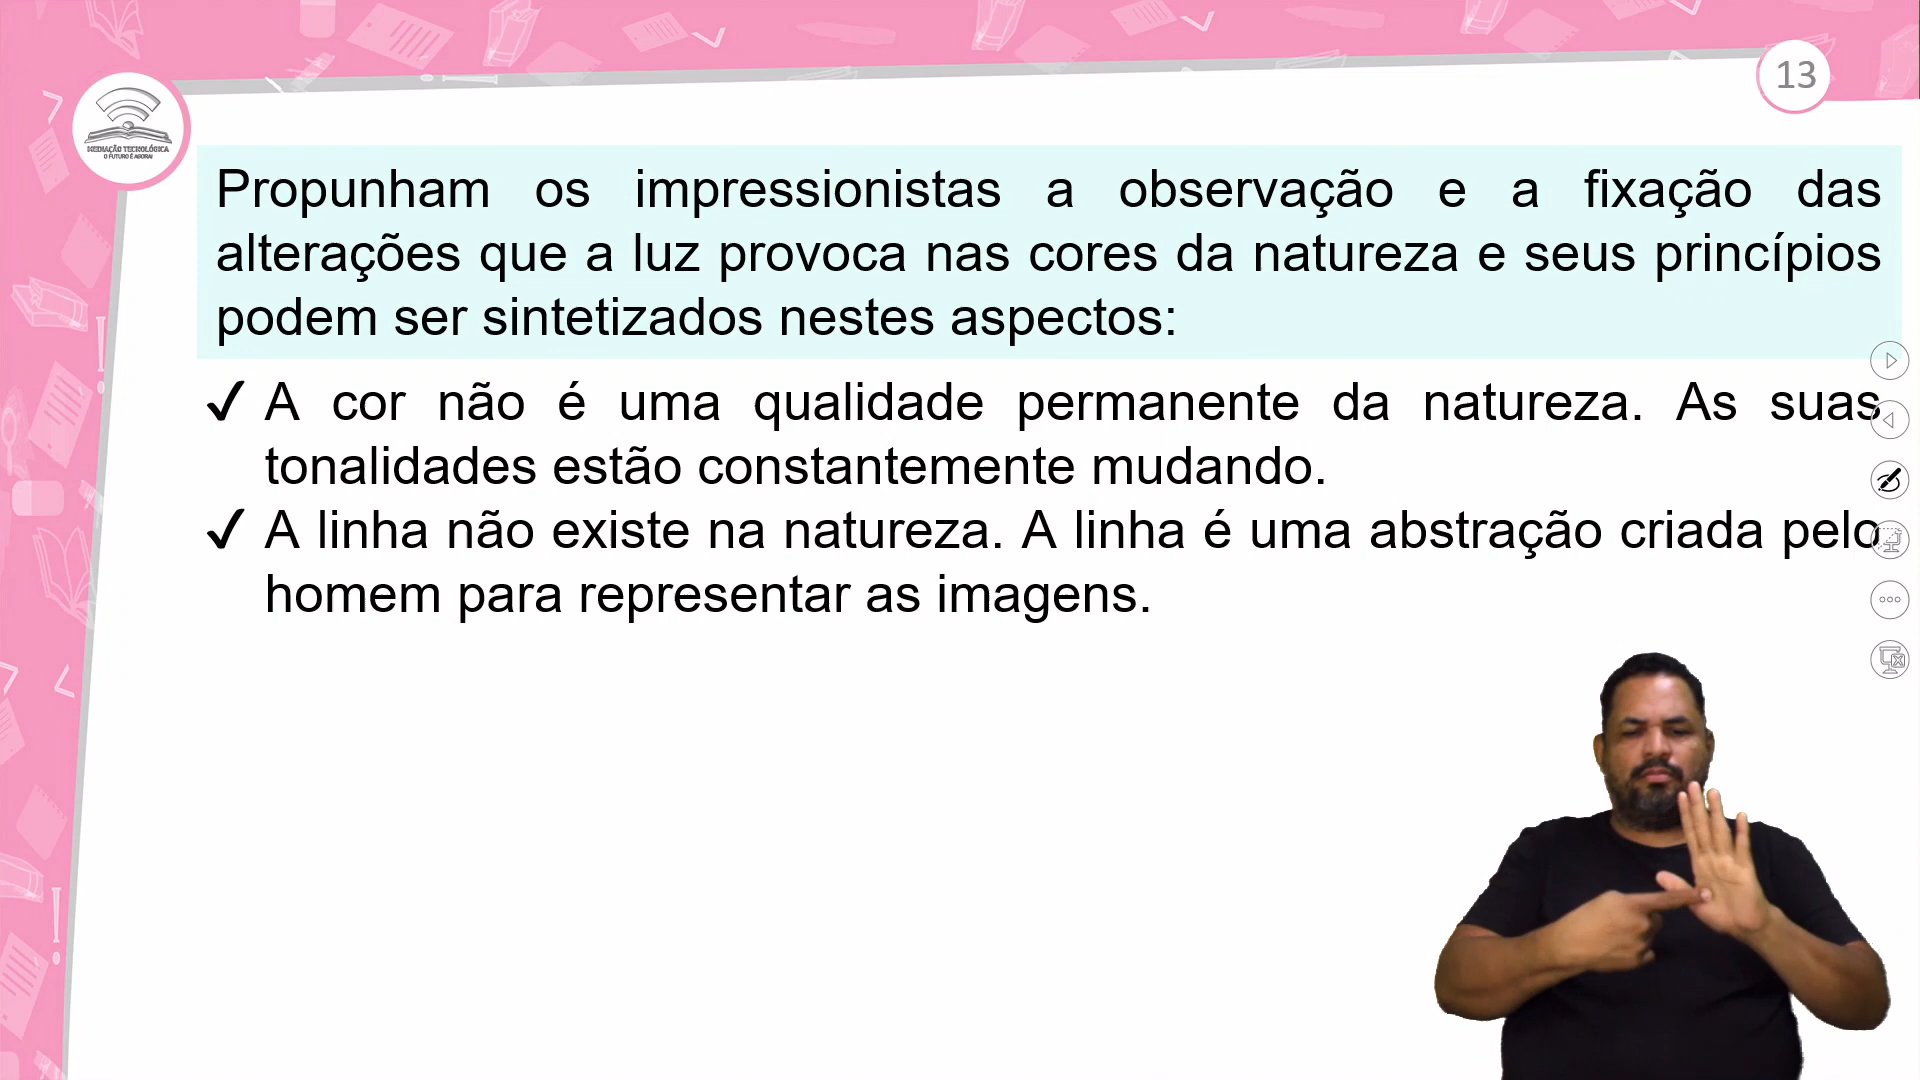 13
MEDIAÇÃO TECNOLÓGICA
O FUTURO É AGORA!
Propunham os impressionistas a observação e a fixação das
alterações que a luz provoca nas cores da natureza e seus princípios
podem ser sintetizados nestes aspectos:
✓ A cor não é uma qualidade permanente da natureza. As suas
tonalidades estão constantemente mudando.
✓ A linha não existe na natureza. A linha é uma abstração criada pelo
homem para representar as imagens.